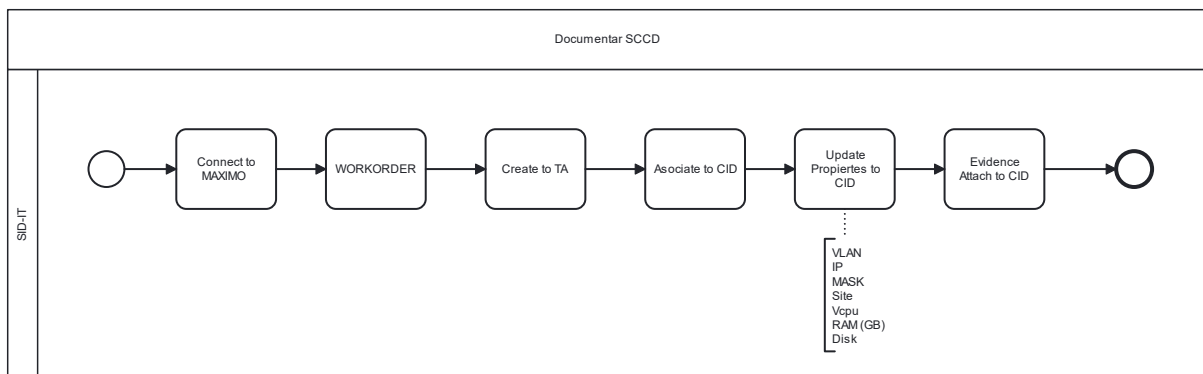 Documentar SCCD
SID-IT
Connect to
MAXIMO
WORKORDER
Create to TA
Asociate to CID
Update
Propiertes to
CID
Evidence
Attach to CID
VLAN
IP
MASK
Site
Vcpu
RAM (GB)
Disk